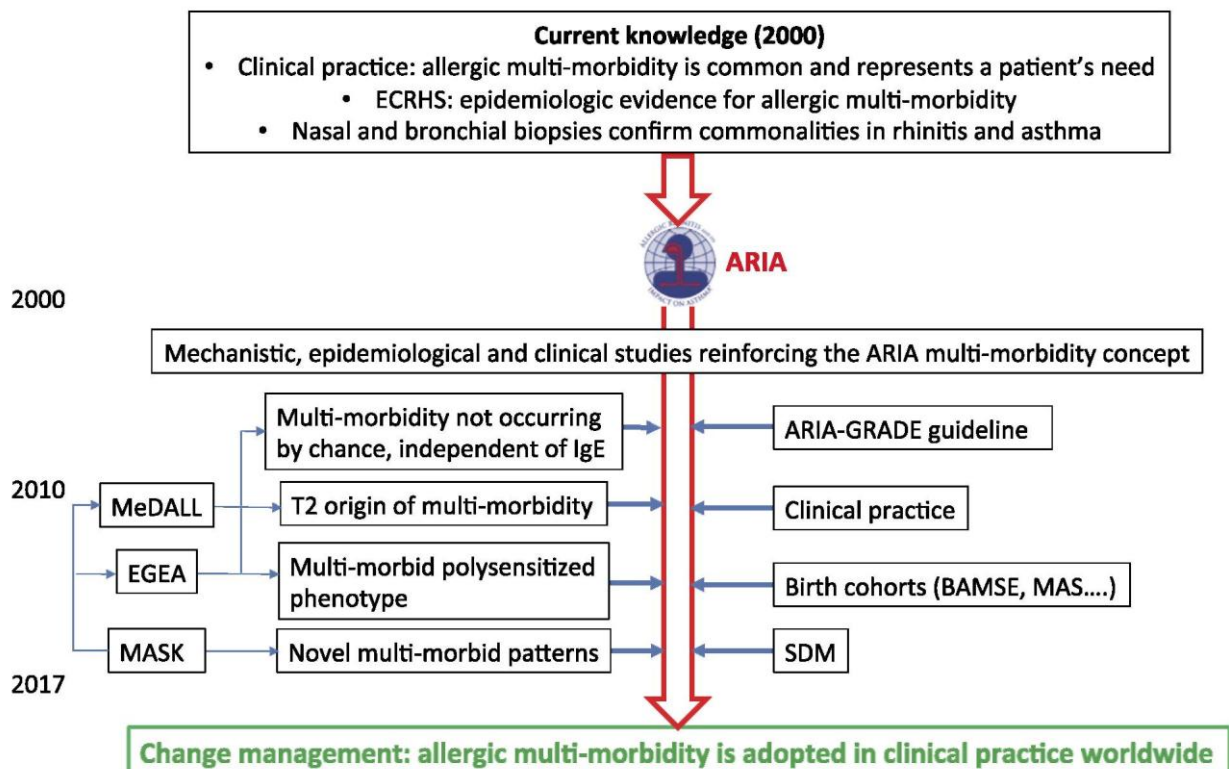 Current knowledge (2000)
• Clinical practice: allergic multi-morbidity is common and represents a patient's need
• ECRHS: epidemiologic evidence for allergic multi-morbidity
• Nasal and bronchial biopsies confirm commonalities in rhinitis and asthma
ARIA
IMPACT ON ASTHMA
2000
Mechanistic, epidemiological and clinical studies reinforcing the ARIA multi-morbidity concept
Multi-morbidity not occurring
by chance, independent of IgE
ARIA-GRADE guideline
2010
MeDALL
T2 origin of multi-morbidity
Clinical practice
EGEA
Multi-morbid polysensitized
phenotype
Birth cohorts (BAMSE, MAS....)
MASK
Novel multi-morbid patterns
SDM
2017
Change management: allergic multi-morbidity is adopted in clinical practice worldwide